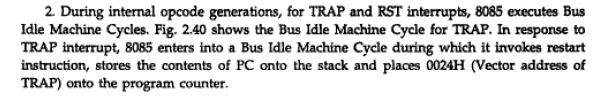 2. During internal opcode generations, for TRAP and RST interrupts, 8085 executes Bus
Idle Machine Cycles. Fig. 2.40 shows the Bus Idle Machine Cycle for TRAP. In response to
TRAP interrupt, 8085 enters into a Bus Idle Machine Cycle during which it invokes restart
instruction, stores the contents of PC onto the stack and places 0024H (Vector address of
TRAP) onto the program counter.